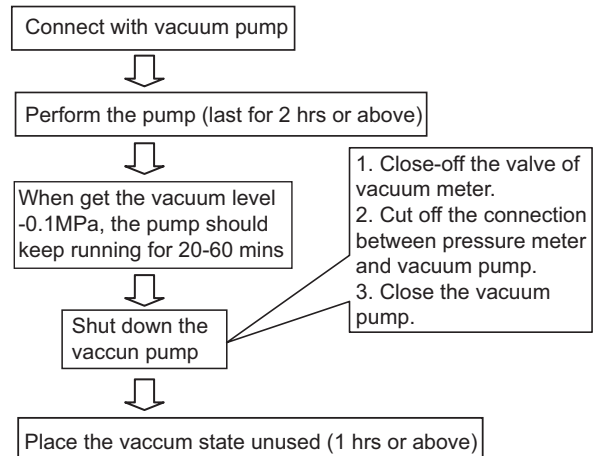 Connect with vacuum pump
Perform the pump (last for 2 hrs or above)
When get the vacuum level
-0.1MPa, the pump should
keep running for 20-60 mins
Shut down the
vaccun pump
1. Close-off the valve of
vacuum meter.
2. Cut off the connection
between pressure meter
and vacuum pump.
3. Close the vacuum
pump.
Place the vaccum state unused (1 hrs or above)